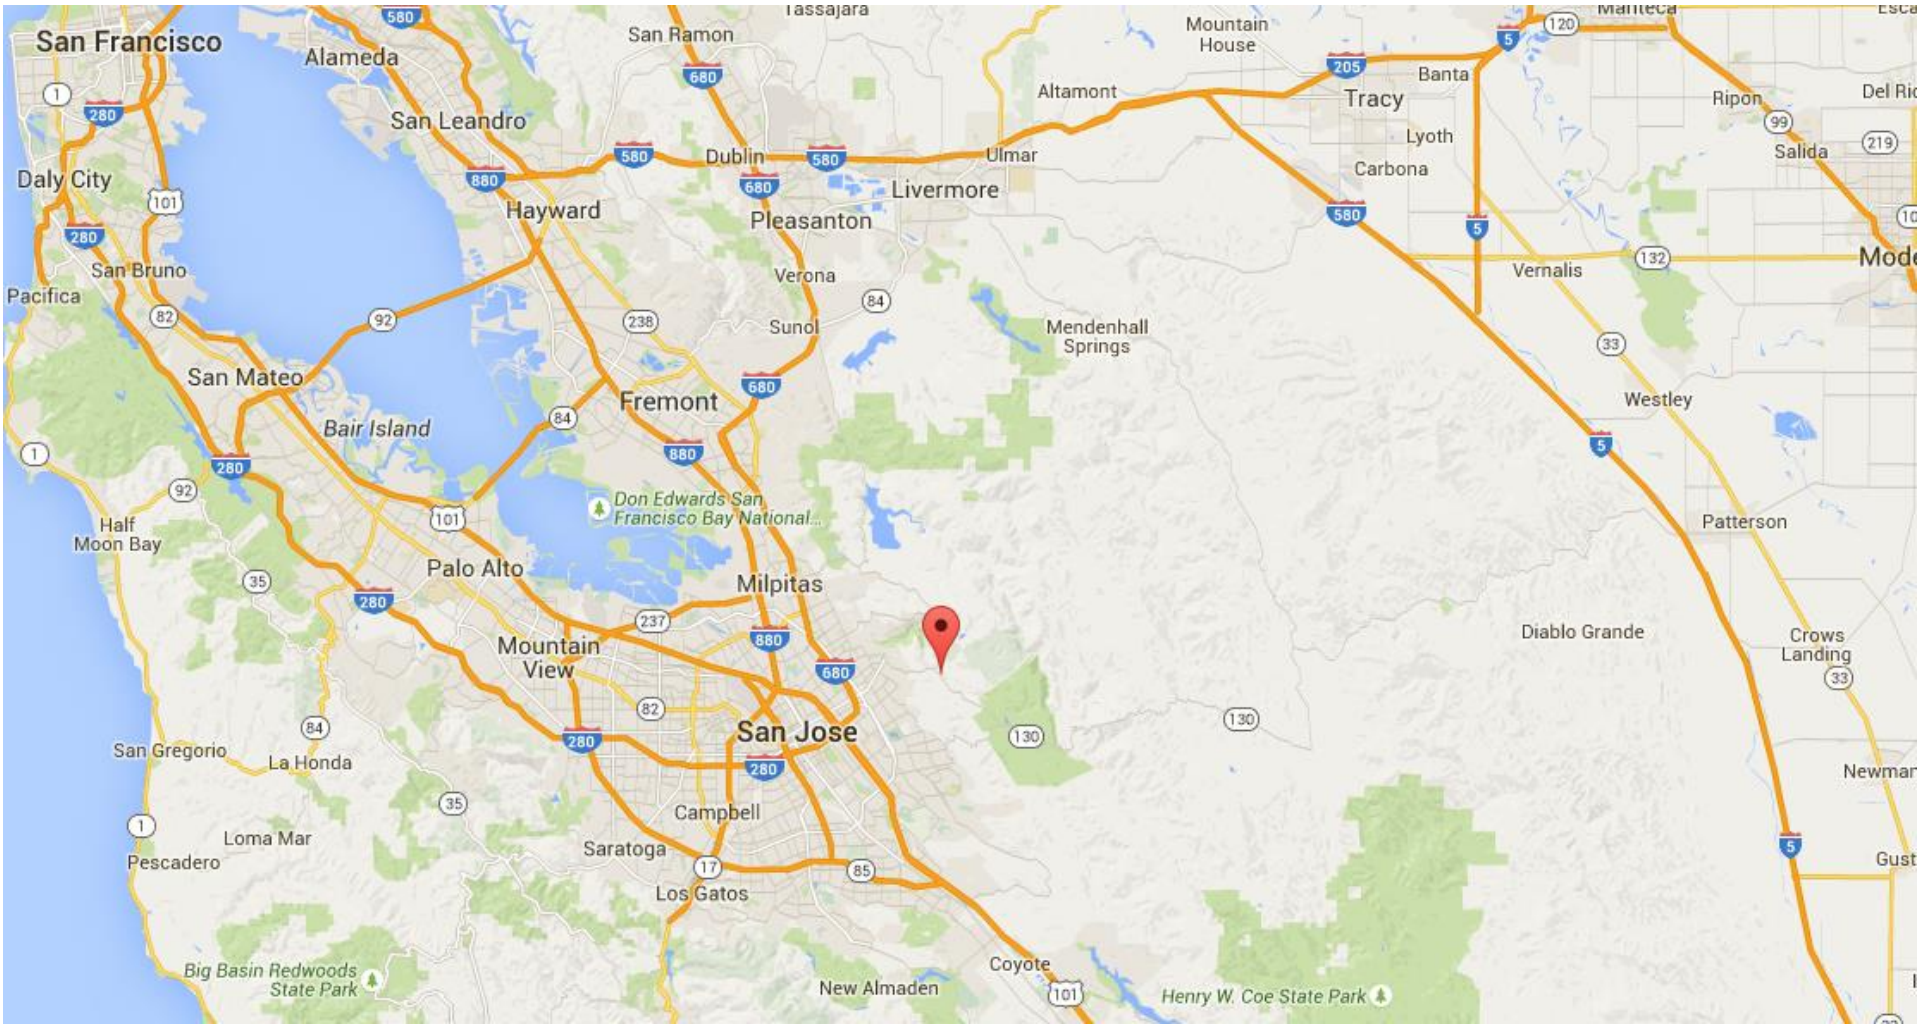 580
Tassajara
Manteca
San Francisco
Alameda
San Ramon
Mountain
House
5
120
680
205
Banta
1
280
Altamont
Tracy
Ripon
Del Ric
99
San Leandro
Lyoth
219
580
Dublin
580
Ulmar
Salida
Carbona
Daly City
880
680
Livermore
101
Hayward
580
Pleasanton
5
10
280
San Bruno
Verona
Vernalis
132
Mode
Pacifica
84
82
92
238
Sunol
Mendenhall
Springs
33
San Mateo
680
Fremont
Westley
84
Bair Island
1
280
880
5
92
Don Edwards San
Francisco Bay National...
101
Half
Moon Bay
Patterson
Palo Alto
Milpitas
35
280
237
Diablo Grande
Crows
Landing
Mountain
View
880
680
33
82
130
130
84
San Jose
280
San Gregorio
La Honda
280
Newmar
35
Campbell
1
Loma Mar
Saratoga
5
Pescadero
17
85
Gust
Los Gatos
Big Basin Redwoods
State Park
Coyote
New Almaden
101
Henry W. Coe State Park